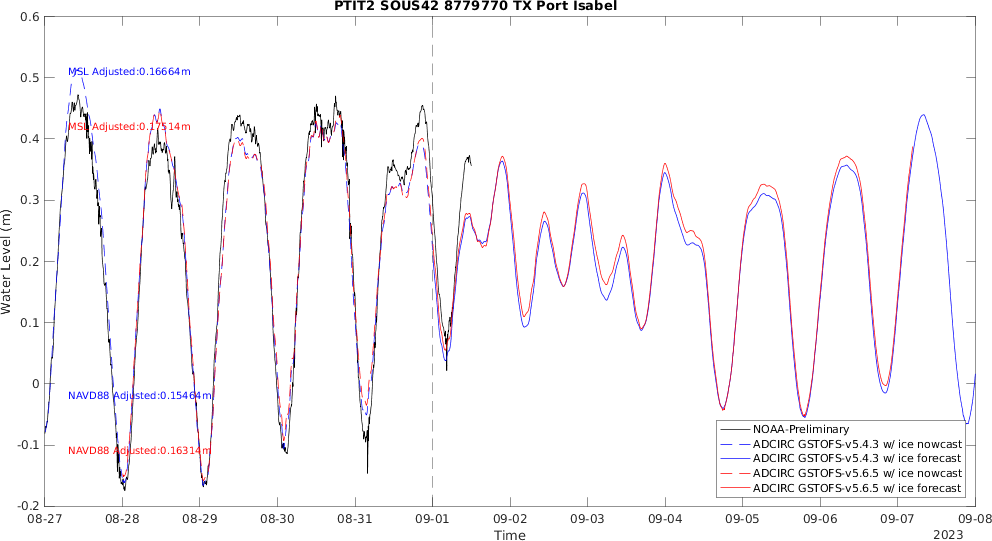 PTIT2 SOUS42 8779770 TX Port Isabel
0.6
0.5
0.4
0.3
0.2
0.1
0
-0.1
-0.2
Water Level (m)
MSL Adjusted:0.16664m
MSL Adjusted:0.17514m
NAVD88 Adjusted:0.15464m
NAVD88 Adjusted:0.16314m
NOAA-Preliminary
ADCIRC GSTOFS-v5.4.3 w/ ice nowcast
ADCIRC GSTOFS-v5.4.3 w/ ice forecast
ADCIRC GSTOFS-v5.6.5 w/ ice nowcast
ADCIRC GSTOFS-v5.6.5 w/ ice forecast
08-27 08-28 08-29 08-30 08-31 09-01 09-02 09-03 09-04 09-05 09-06 09-07 09-08
Time
2023